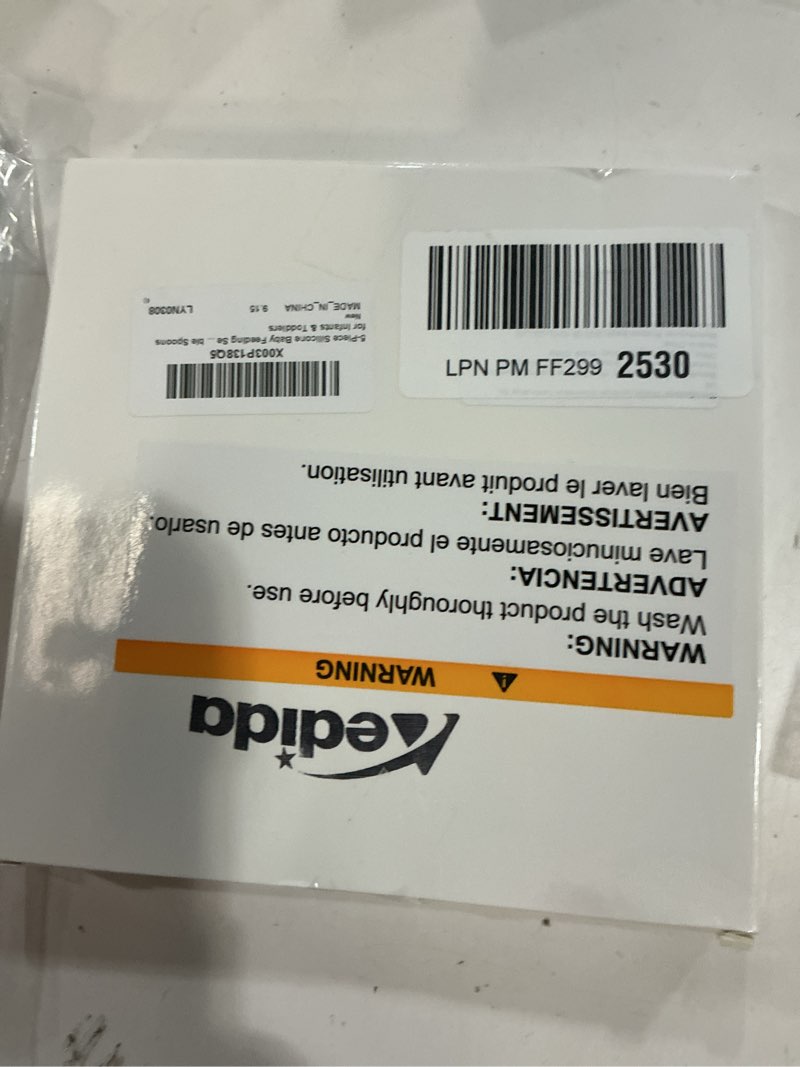 Kedida
WARNING
WARNING:
Wash the product thoroughly before use.
ADVERTENCIA:
Lave minuciosamente el producto antes de usarlo.
AVERTISSEMENT:
Bien laver le produit avant utilisation.
X003P138Q5
5-Piece Silicone Baby Feeding Se ... ble Spoons
for Infants & Toddlers
New
MADE_IN_CHINA 9.15 LYN0308
LPN PM FF299 2530